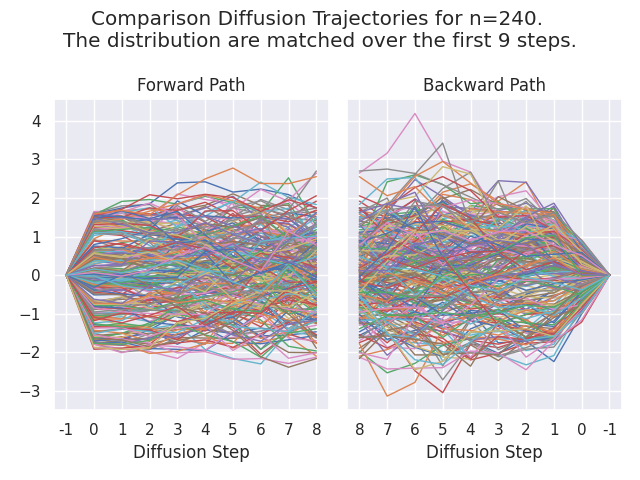 Comparison Diffusion Trajectories for n=240.
The distribution are matched over the first 9 steps.
Forward Path
Backward Path
4
3
2
1
0
−1
−2
−3
-1 0 1 2 3 4 5 6 7 8
8 7 6 5 4 3 2 1 0 -1
Diffusion Step
Diffusion Step